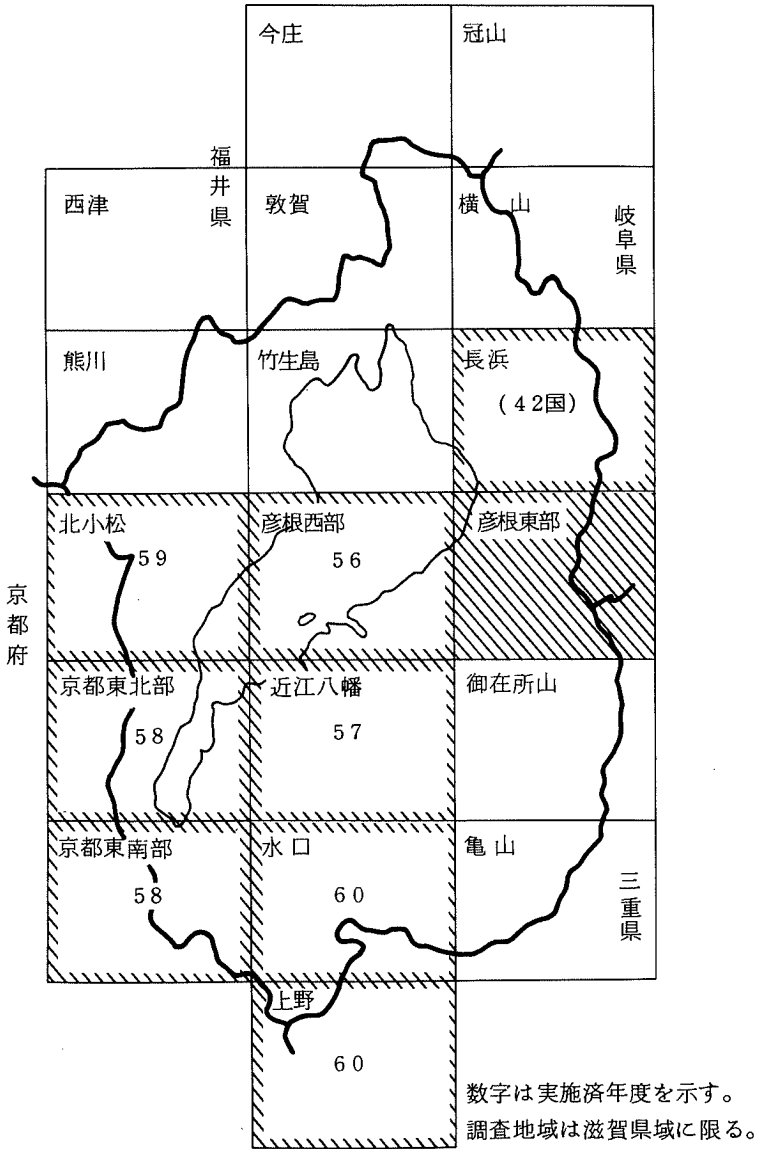 今庄
冠山
福井県
西津
敦賀
横山
岐阜県
熊川
竹生島
長浜
(42国)
北小松
59
彦根西部
56
彦根東部
京都府
京都東北部
58
近江八幡
57
御在所山
京都東南部
58
水口
60
亀山
三重県
上野
60
数字は実施済年度を示す。
調査地域は滋賀県域に限る。